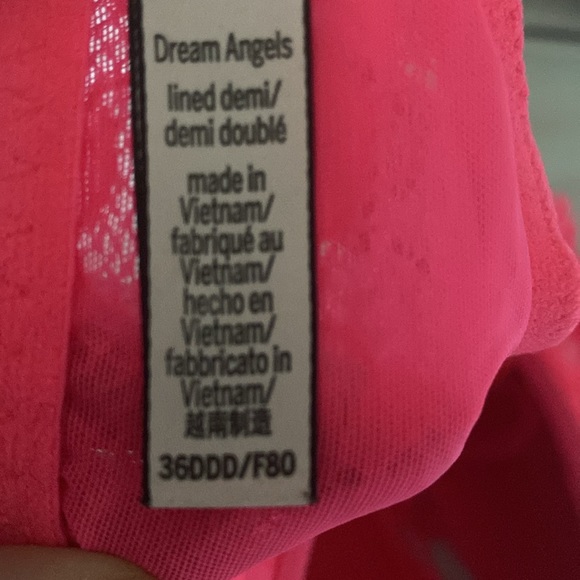 Dream Angels
lined demi/
demi doublé
made in
Vietnam/
fabriqué au
Vietnam/
hecho en
Vietnam/
fabbricato in
Vietnam/
越南制造
36DDD/F80